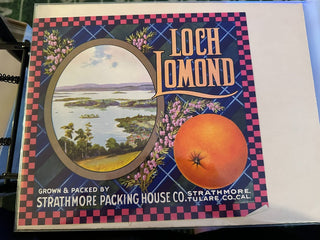 LOCH
LOMOND
GROWN & PACKED BY
STRATHMORE PACKING HOUSE CO.
STRATHMORE,
TULARE CO. CAL.